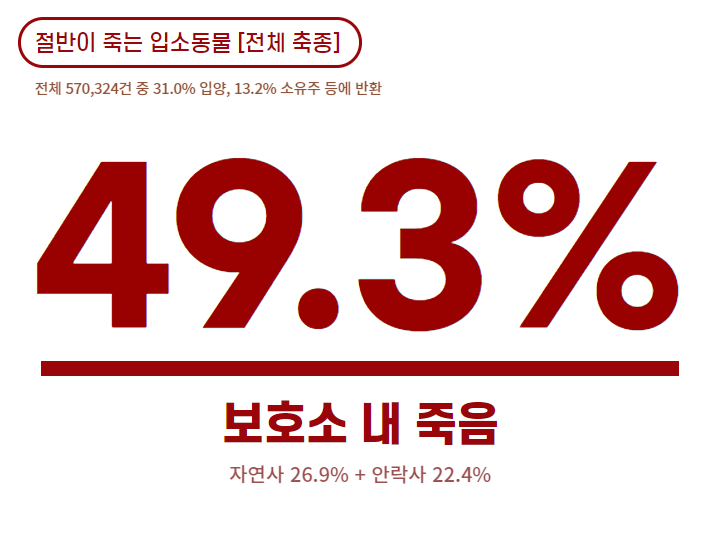 절반이 죽는 입소동물 [전체 축종]
전체 570,324건 중 31.0% 입양, 13.2% 소유주 등에 반환
49.3%
보호소 내 죽음
자연사 26.9% + 안락사 22.4%